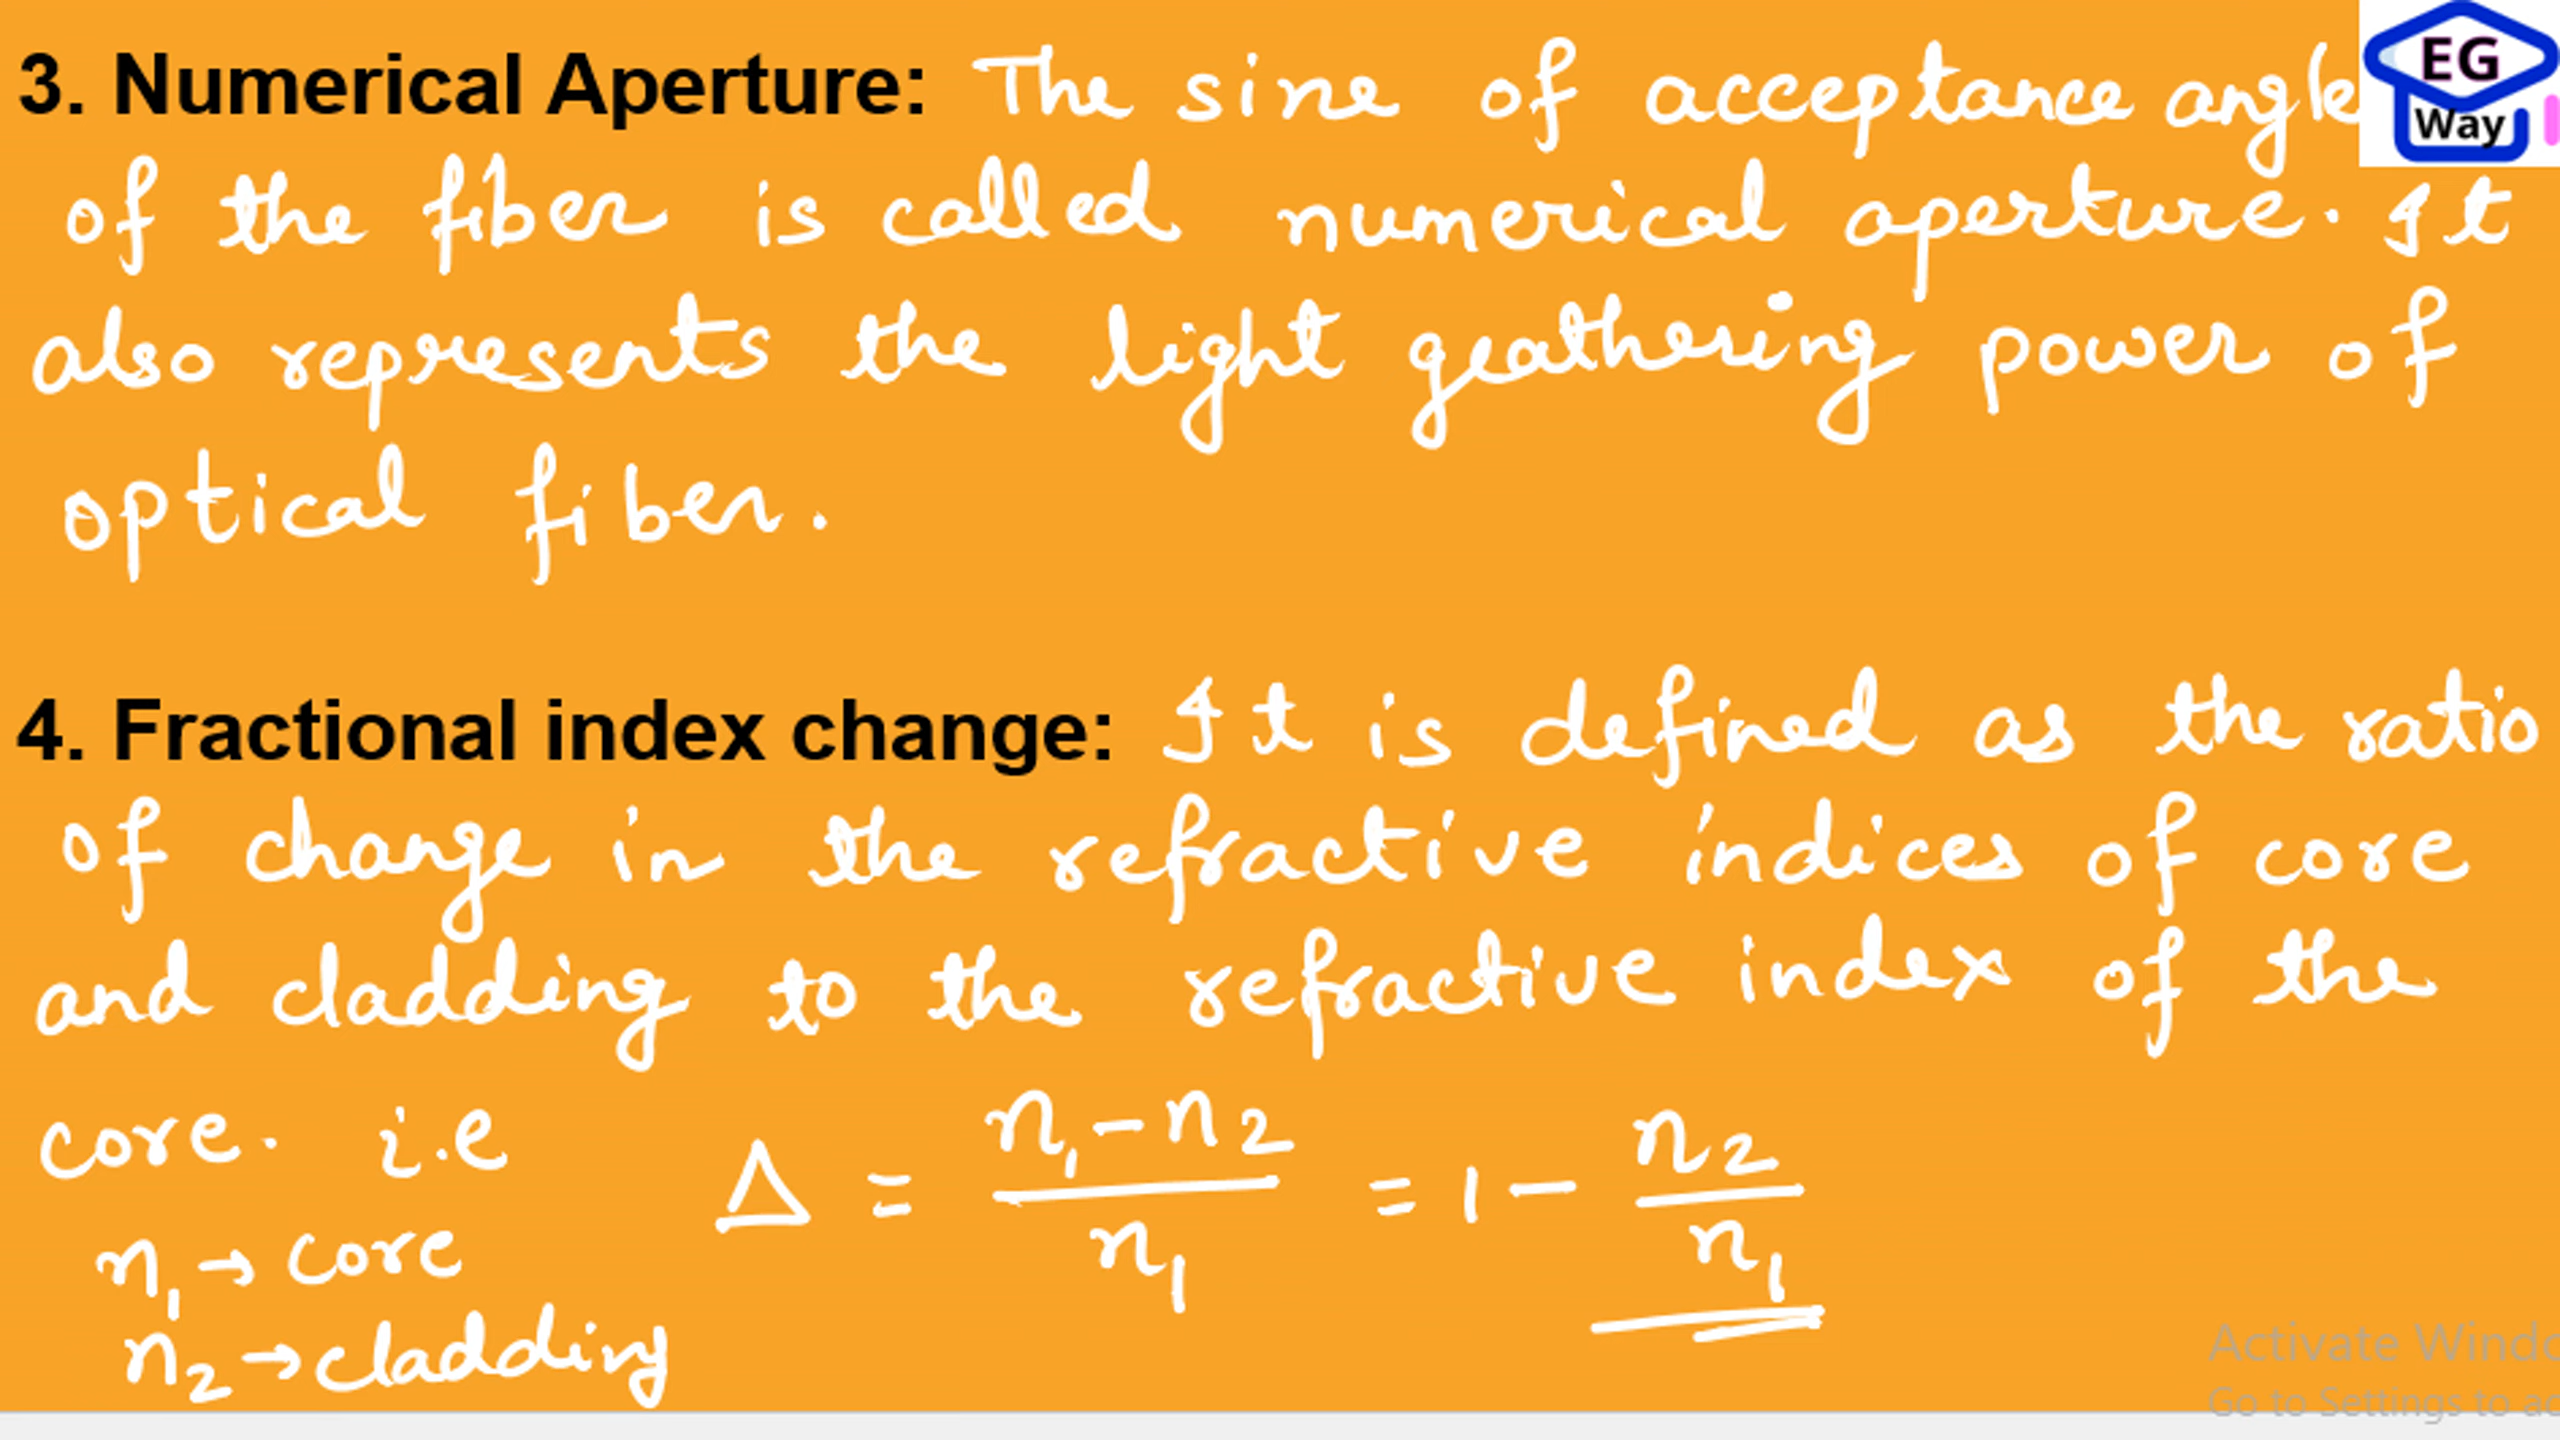 3. Numerical Aperture: The sine of acceptance angle
EG
Way
of the fiber is called numerical aperture. It
also represents the light geathering power of
optical fiber.
4. Fractional index change: It is defined as the ratio
of change in the refractive indices of core
and cladding to the refractive index of the
core. i.e Δ = n₁-n₂/n₁ = 1 - n₂/n₁
n₁ → core
n₂ → cladding
Activate Windo
Go to Settings to ac